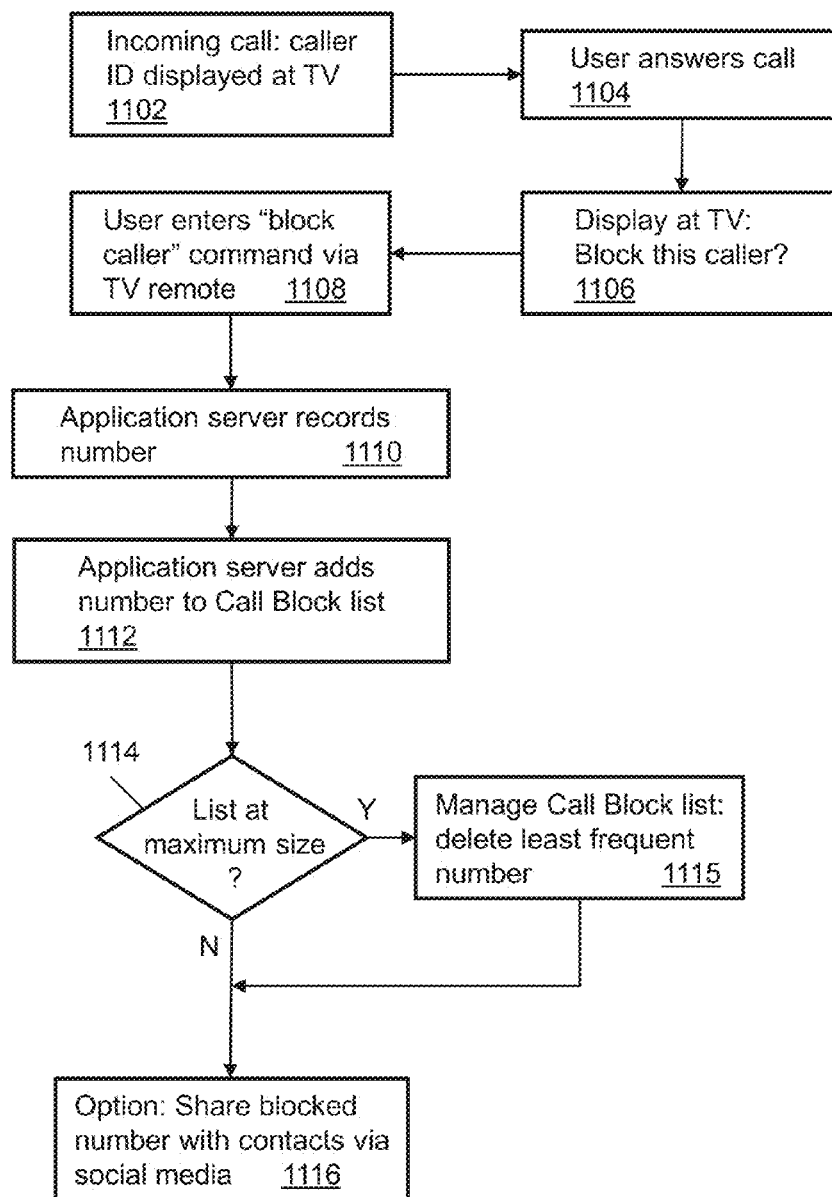 Incoming call: caller
ID displayed at TV
1102
User answers call
1104
Display at TV:
Block this caller?
1106
User enters “block
caller” command via
TV remote 1108
Application server records
number 1110
Application server adds
number to Call Block list
1112
1114
List at
maximum size
?
Y
Manage Call Block list:
delete least frequent
number 1115
N
Option: Share blocked
number with contacts via
social media 1116